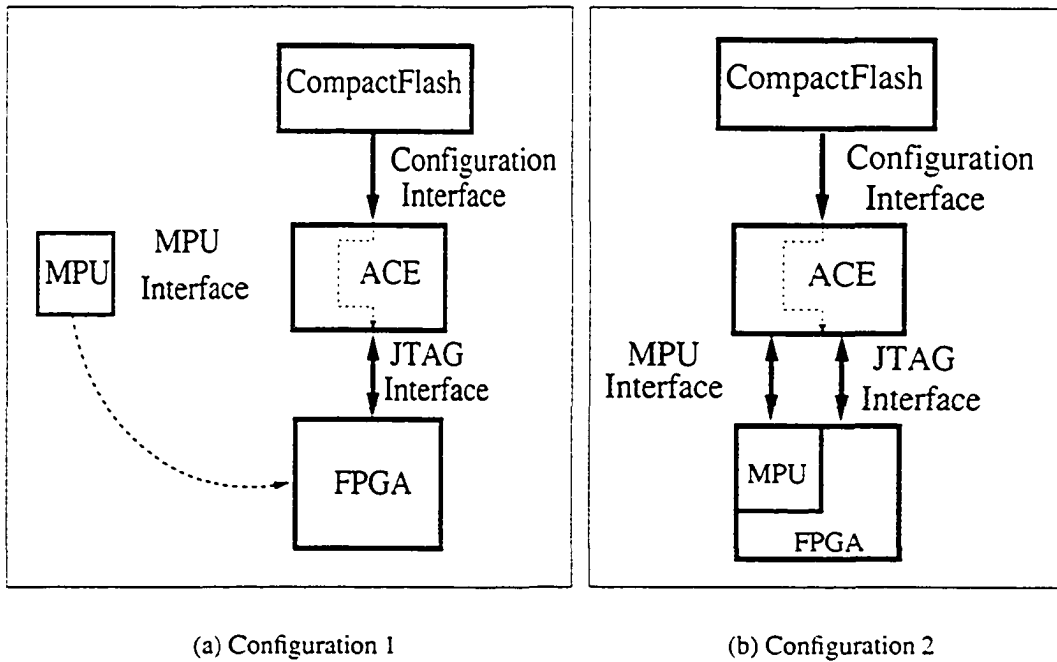 CompactFlash
Configuration
Interface
MPU
MPU
Interface
ACE
JTAG
Interface
FPGA
(a) Configuration 1
CompactFlash
Configuration
Interface
ACE
MPU
Interface
JTAG
Interface
MPU
FPGA
(b) Configuration 2